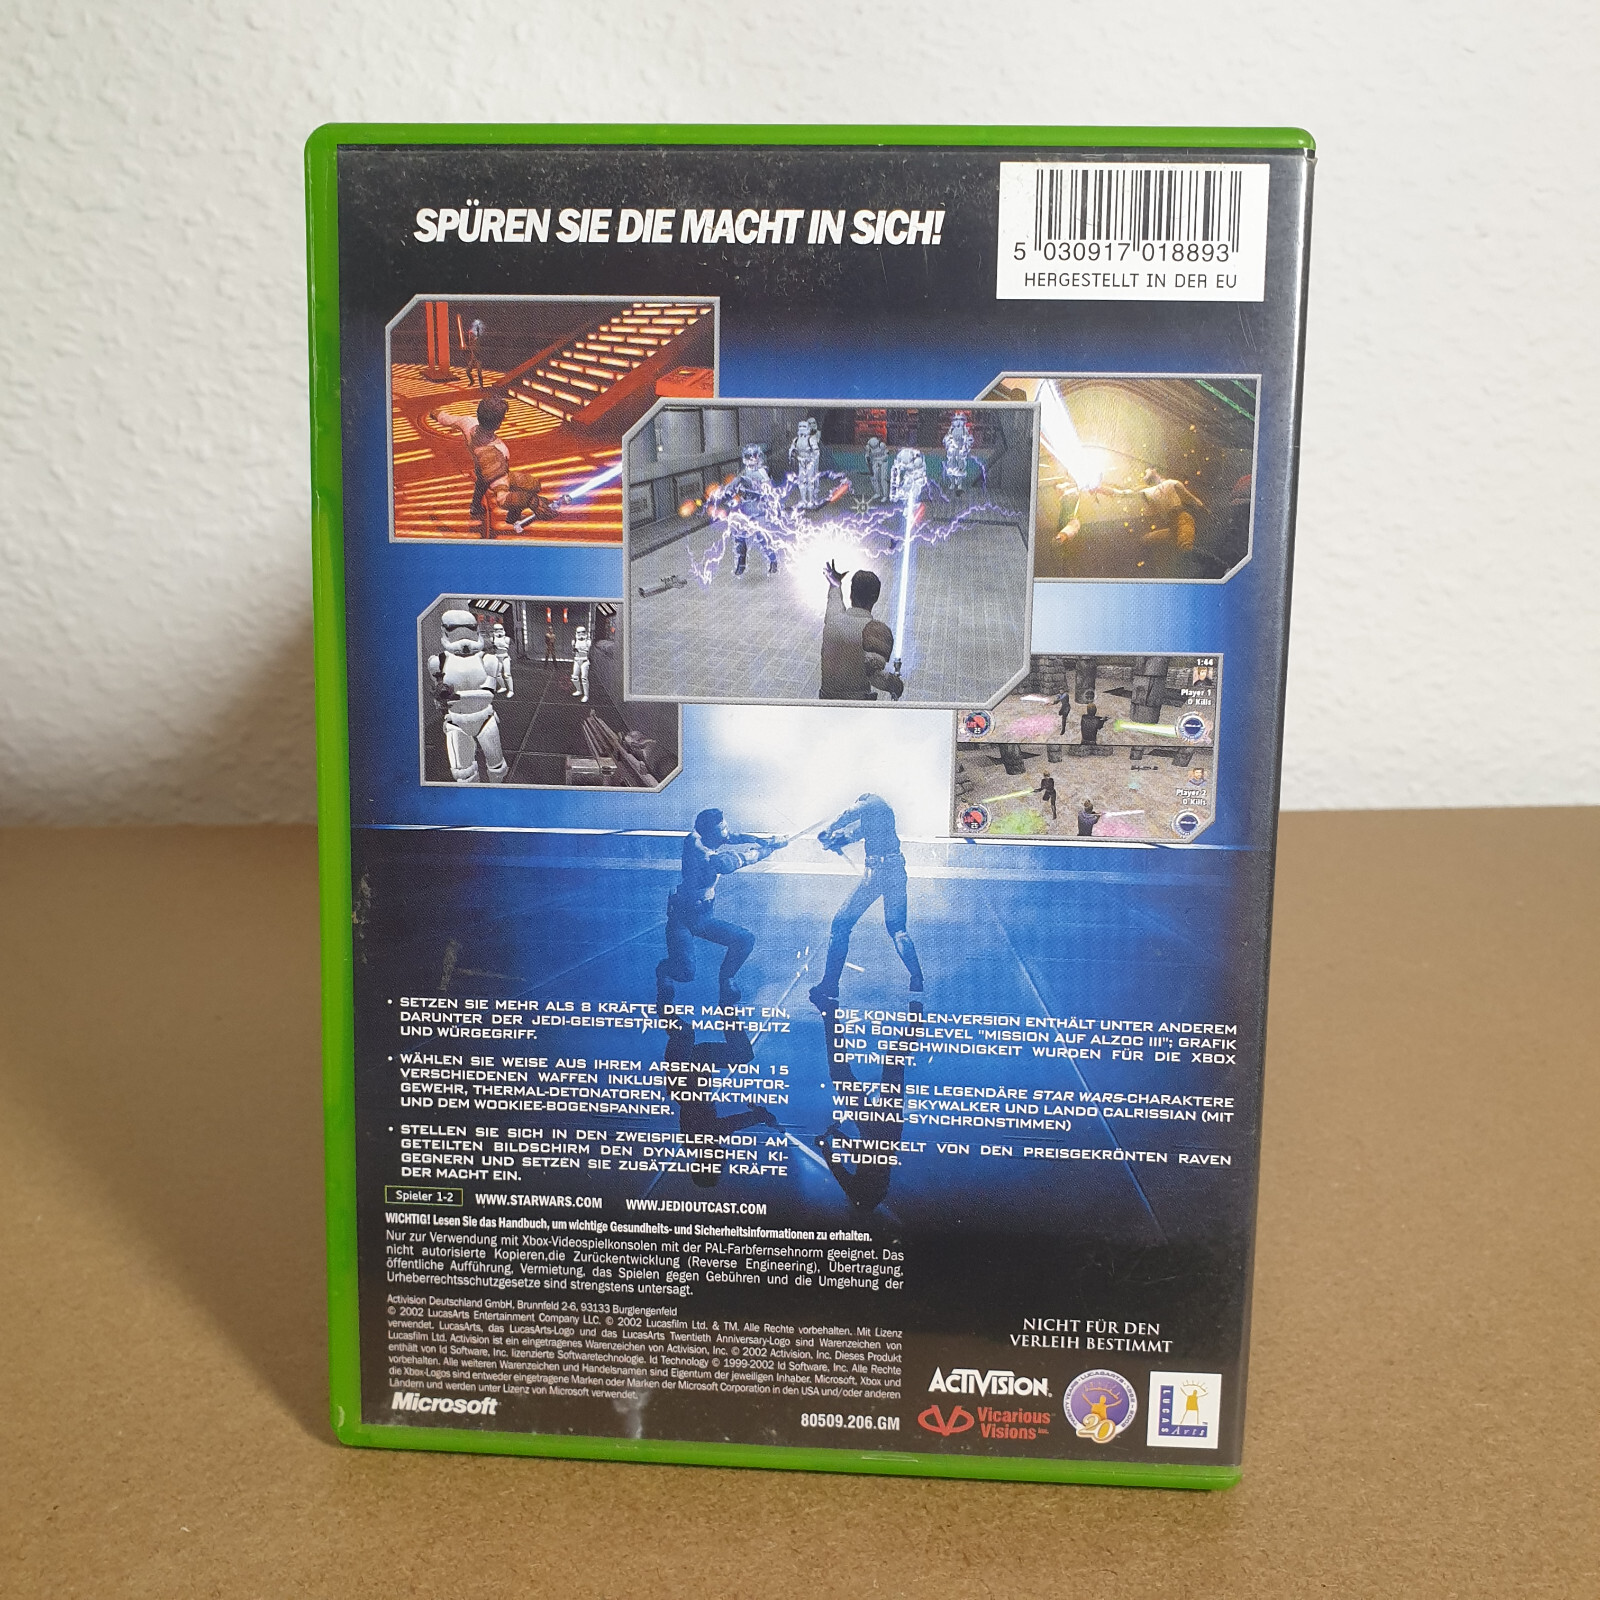 SPÜREN SIE DIE MACHT IN SICH!
5 030917 018893
HERGESTELLT IN DER EU
1:44
Player 1
0 Kills
25
Player 2
0 Kills
25
• SETZEN SIE MEHR ALS 8 KRÄFTE DER MACHT EIN,
DARUNTER DER JEDI-GEISTESTRICK, MACHT-BLITZ
UND WÜRGEGRIFF.
• WÄHLEN SIE WEISE AUS IHREM ARSENAL VON 15
VERSCHIEDENEN WAFFEN INKLUSIVE DISRUPTOR-
GEWEHR, THERMAL-DETONATOREN, KONTAKTMINEN
UND DEM WOOKIEE-BOGENSPANNER.
• STELLEN SIE SICH IN DEN ZWEISPIELER-MODI AM
GETEILTEN BILDSCHIRM DEN DYNAMISCHEN KI-
GEGNERN UND SETZEN SIE ZUSÄTZLICHE KRÄFTE
DER MACHT EIN.
• DIE KONSOLEN-VERSION ENTHÄLT UNTER ANDEREM
DEN BONUSLEVEL "MISSION AUF ALZOC III"; GRAFIK
UND GESCHWINDIGKEIT WURDEN FÜR DIE XBOX
OPTIMIERT.
• TREFFEN SIE LEGENDÄRE STAR WARS-CHARAKTERE
WIE LUKE SKYWALKER UND LANDO CALRISSIAN (MIT
ORIGINAL-SYNCHRONSTIMMEN)
• ENTWICKELT VON DEN PREISGEKRÖNTEN RAVEN
STUDIOS.
Spieler 1-2 WWW.STARWARS.COM WWW.JEDIOUTCAST.COM
WICHTIG! Lesen Sie das Handbuch, um wichtige Gesundheits- und Sicherheitsinformationen zu erhalten.
Nur zur Verwendung mit Xbox-Videospielkonsolen mit der PAL-Farbfernsehnorm geeignet. Das
nicht autorisierte Kopieren,die Zurückentwicklung (Reverse Engineering), Übertragung,
öffentliche Aufführung, Vermietung, das Spielen gegen Gebühren und die Umgehung der
Urheberrechtsschutzgesetze sind strengstens untersagt.
Activision Deutschland GmbH, Brunnfeld 2-6, 93133 Burglengenfeld
© 2002 LucasArts Entertainment Company LLC. © 2002 Lucasfilm Ltd. & TM. Alle Rechte vorbehalten. Mit Lizenz
verwendet. LucasArts, das LucasArts-Logo und das LucasArts Twentieth Anniversary-Logo sind Warenzeichen von
Lucasfilm Ltd. Activision ist ein eingetragenes Warenzeichen von Activision, Inc. © 2002 Activision, Inc. Dieses Produkt
enthält von Id Software, Inc. lizenzierte Softwaretechnologie. Id Technology © 1999-2002 Id Software, Inc. Alle Rechte
vorbehalten. Alle weiteren Warenzeichen und Handelsnamen sind Eigentum der jeweiligen Inhaber. Microsoft, Xbox und
die Xbox-Logos sind entweder eingetragene Marken oder Marken der Microsoft Corporation in den USA und/oder anderen
Ländern und werden unter Lizenz von Microsoft verwendet.
Microsoft
80509.206.GM
NICHT FÜR DEN
VERLEIH BESTIMMT
ACTIVISION.
Vicarious
Visions Inc.
20
LUCAS
Arts